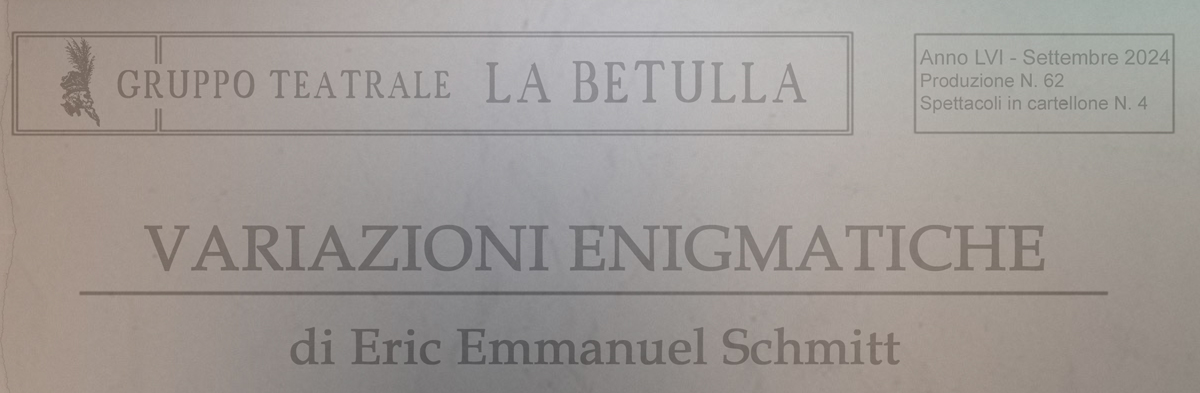 GRUPPO TEATRALE LA BETULLA
Anno LVI - Settembre 2024
Produzione N. 62
Spettacoli in cartellone N. 4
VARIAZIONI ENIGMATICHE
di Eric Emmanuel Schmitt